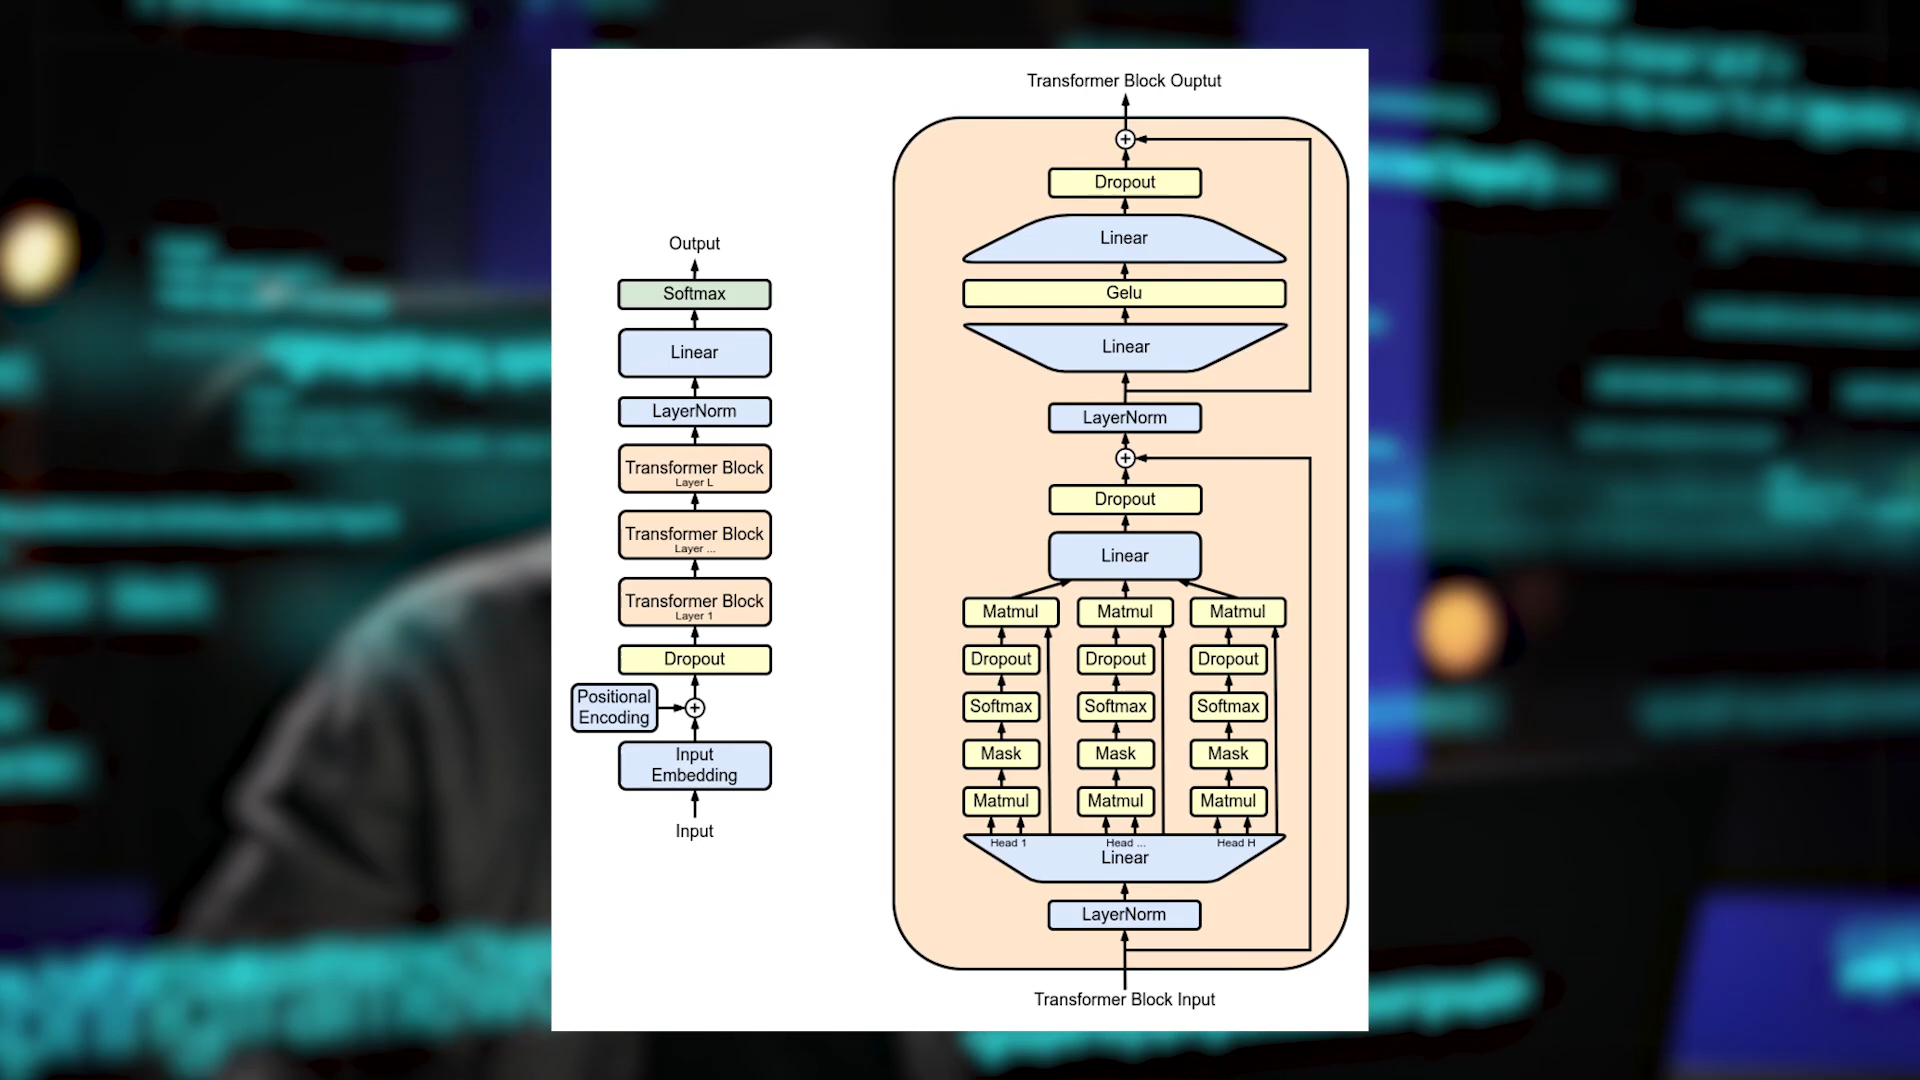 Output
Softmax
Linear
LayerNorm
Transformer Block
Layer L
Transformer Block
Layer ...
Transformer Block
Layer 1
Dropout
Positional
Encoding
+
Input
Embedding
Input
Transformer Block Ouptut
+
Dropout
Linear
Gelu
Linear
LayerNorm
+
Dropout
Linear
Matmul Matmul Matmul
Dropout Dropout Dropout
Softmax Softmax Softmax
Mask Mask Mask
Matmul Matmul Matmul
Head 1 Head ... Head H
Linear
LayerNorm
Transformer Block Input